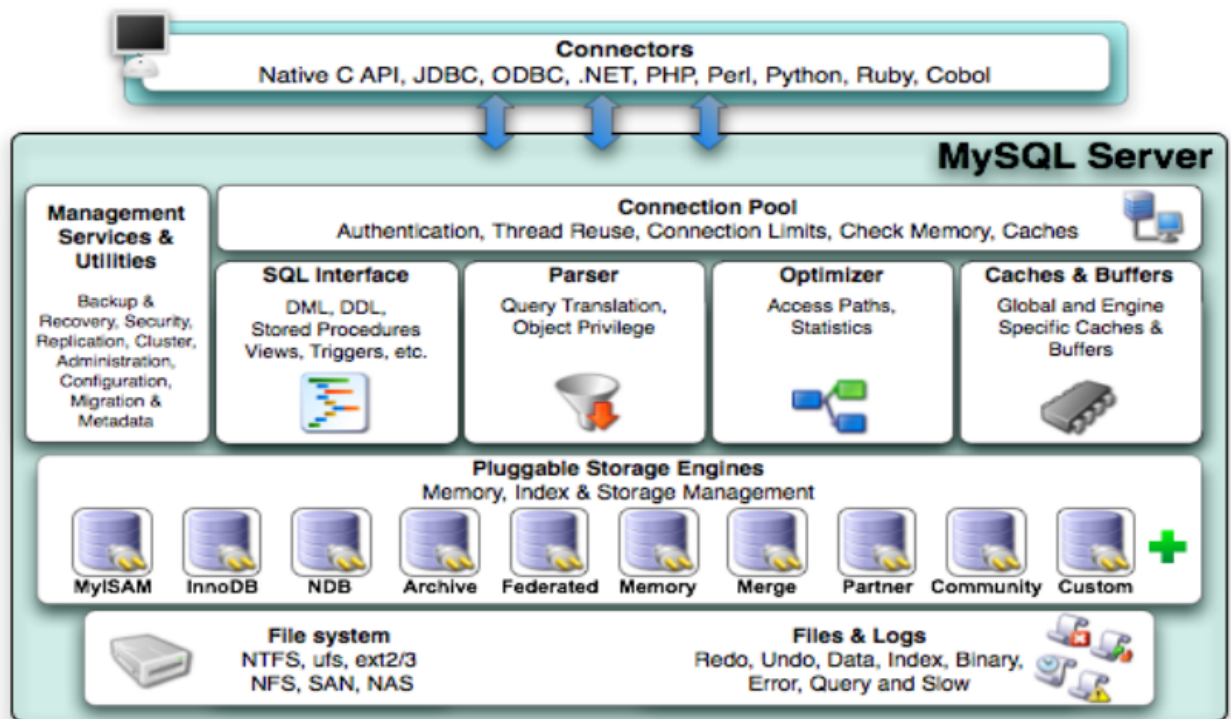 Connectors
Native C API, JDBC, ODBC, .NET, PHP, Perl, Python, Ruby, Cobol
MySQL Server
Management
Services &
Utilities
Backup &
Recovery, Security,
Replication, Cluster,
Administration,
Configuration,
Migration &
Metadata
Connection Pool
Authentication, Thread Reuse, Connection Limits, Check Memory, Caches
SQL Interface
DML, DDL,
Stored Procedures
Views, Triggers, etc.
Parser
Query Translation,
Object Privilege
Optimizer
Access Paths,
Statistics
Caches & Buffers
Global and Engine
Specific Caches &
Buffers
Pluggable Storage Engines
Memory, Index & Storage Management
MyISAM
InnoDB
NDB
Archive
Federated
Memory
Merge
Partner
Community
Custom
File system
NTFS, ufs, ext2/3
NFS, SAN, NAS
Files & Logs
Redo, Undo, Data, Index, Binary,
Error, Query and Slow